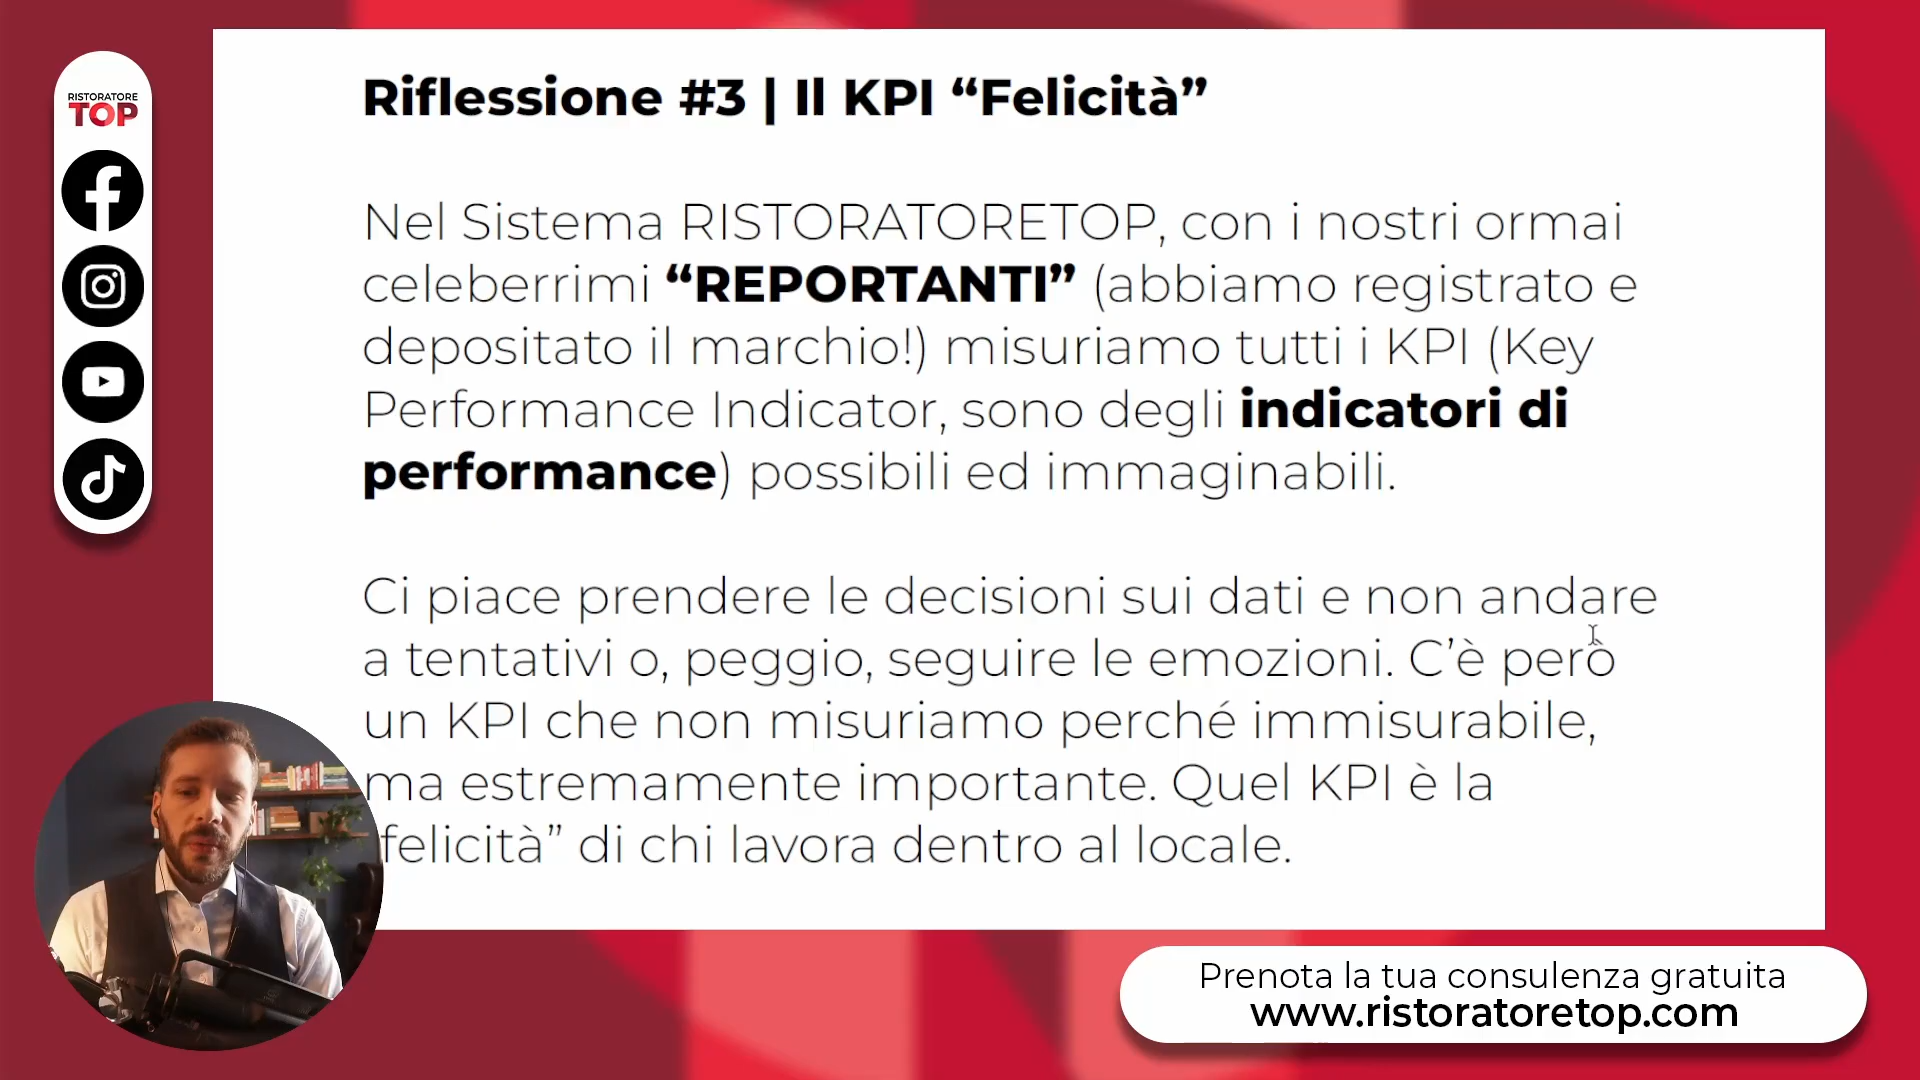 RISTORATORE
TOP
Riflessione #3 | Il KPI “Felicità”
Nel Sistema RISTORATORETOP, con i nostri ormai
celeberrimi “REPORTANTI” (abbiamo registrato e
depositato il marchio!) misuriamo tutti i KPI (Key
Performance Indicator, sono degli indicatori di
performance) possibili ed immaginabili.
Ci piace prendere le decisioni sui dati e non andare
a tentativi o, peggio, seguire le emozioni. C’è però
un KPI che non misuriamo perché immisurabile,
ma estremamente importante. Quel KPI è la
felicità” di chi lavora dentro al locale.
Prenota la tua consulenza gratuita
www.ristoratoretop.com